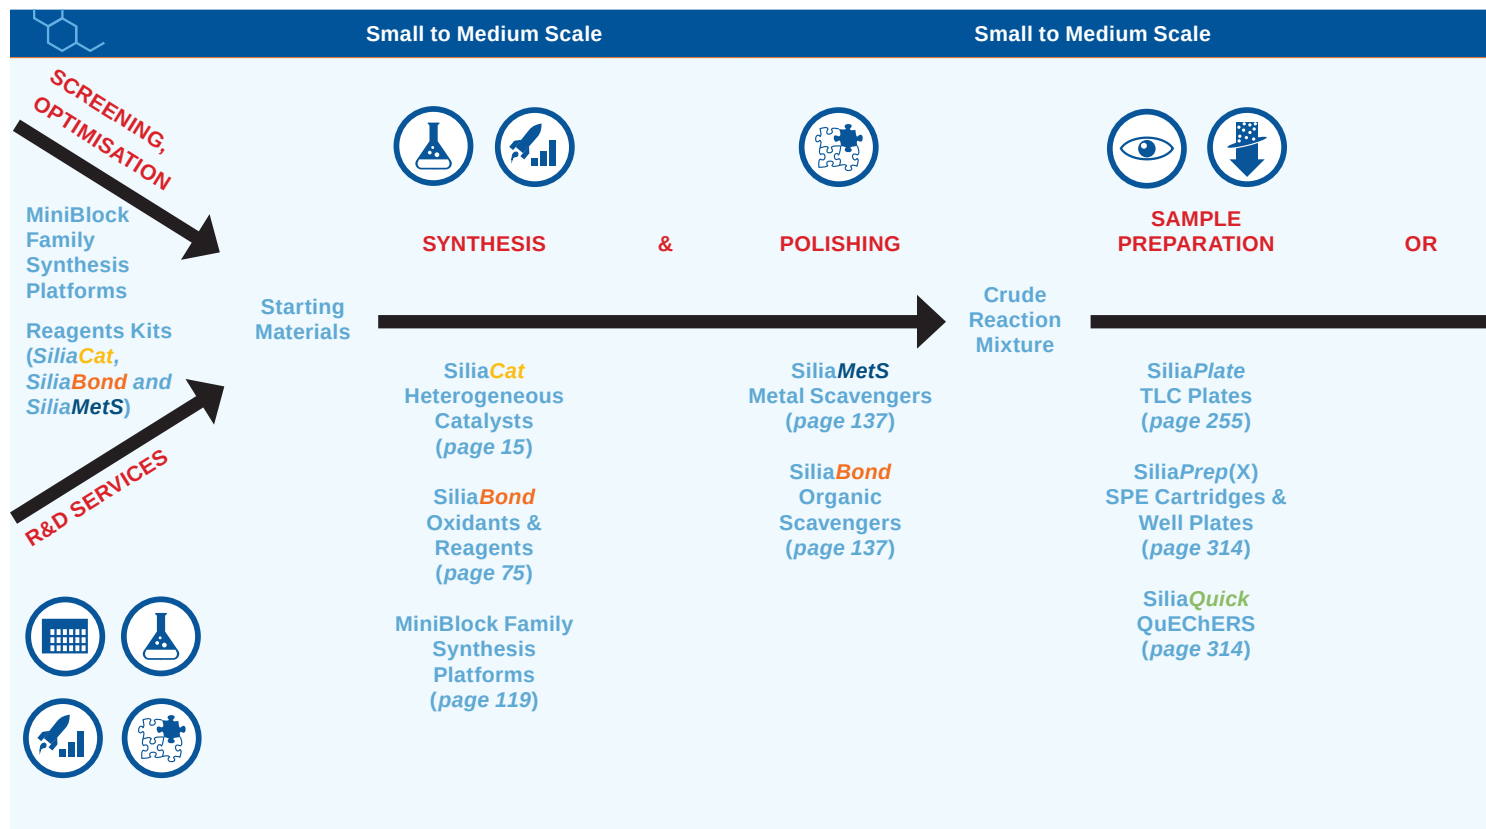 Small to Medium Scale
Small to Medium Scale
SCREENING,
OPTIMISATION
MiniBlock
Family
Synthesis
Platforms
Reagents Kits
(SiliaCat,
SiliaBond and
SiliaMetS)
R&D SERVICES
Starting
Materials
SYNTHESIS
&
POLISHING
SiliaCat
Heterogeneous
Catalysts
(page 15)
SiliaBond
Oxidants &
Reagents
(page 75)
MiniBlock Family
Synthesis
Platforms
(page 119)
SiliaMetS
Metal Scavengers
(page 137)
SiliaBond
Organic
Scavengers
(page 137)
Crude
Reaction
Mixture
SAMPLE
PREPARATION
OR
SiliaPlate
TLC Plates
(page 255)
SiliaPrep(X)
SPE Cartridges &
Well Plates
(page 314)
SiliaQuick
QuEChERS
(page 314)